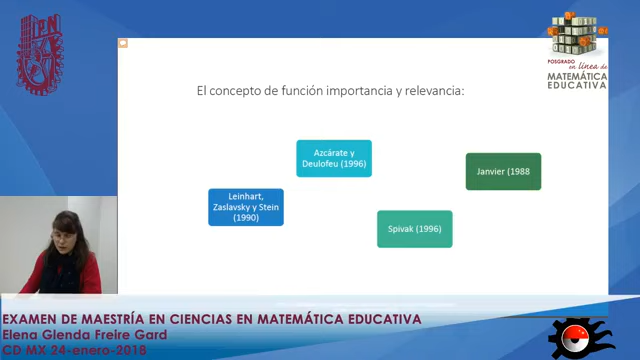 IPN
POSGRADO
en línea de
MATEMÁTICA
EDUCATIVA
El concepto de función importancia y relevancia:
Azcárate y
Deulofeu (1996)
Janvier (1988
Leinhart,
Zaslavsky y Stein
(1990)
Spivak (1996)
EXAMEN DE MAESTRÍA EN CIENCIAS EN MATEMÁTICA EDUCATIVA
Elena Glenda Freire Gard
CD MX 24-enero-2018